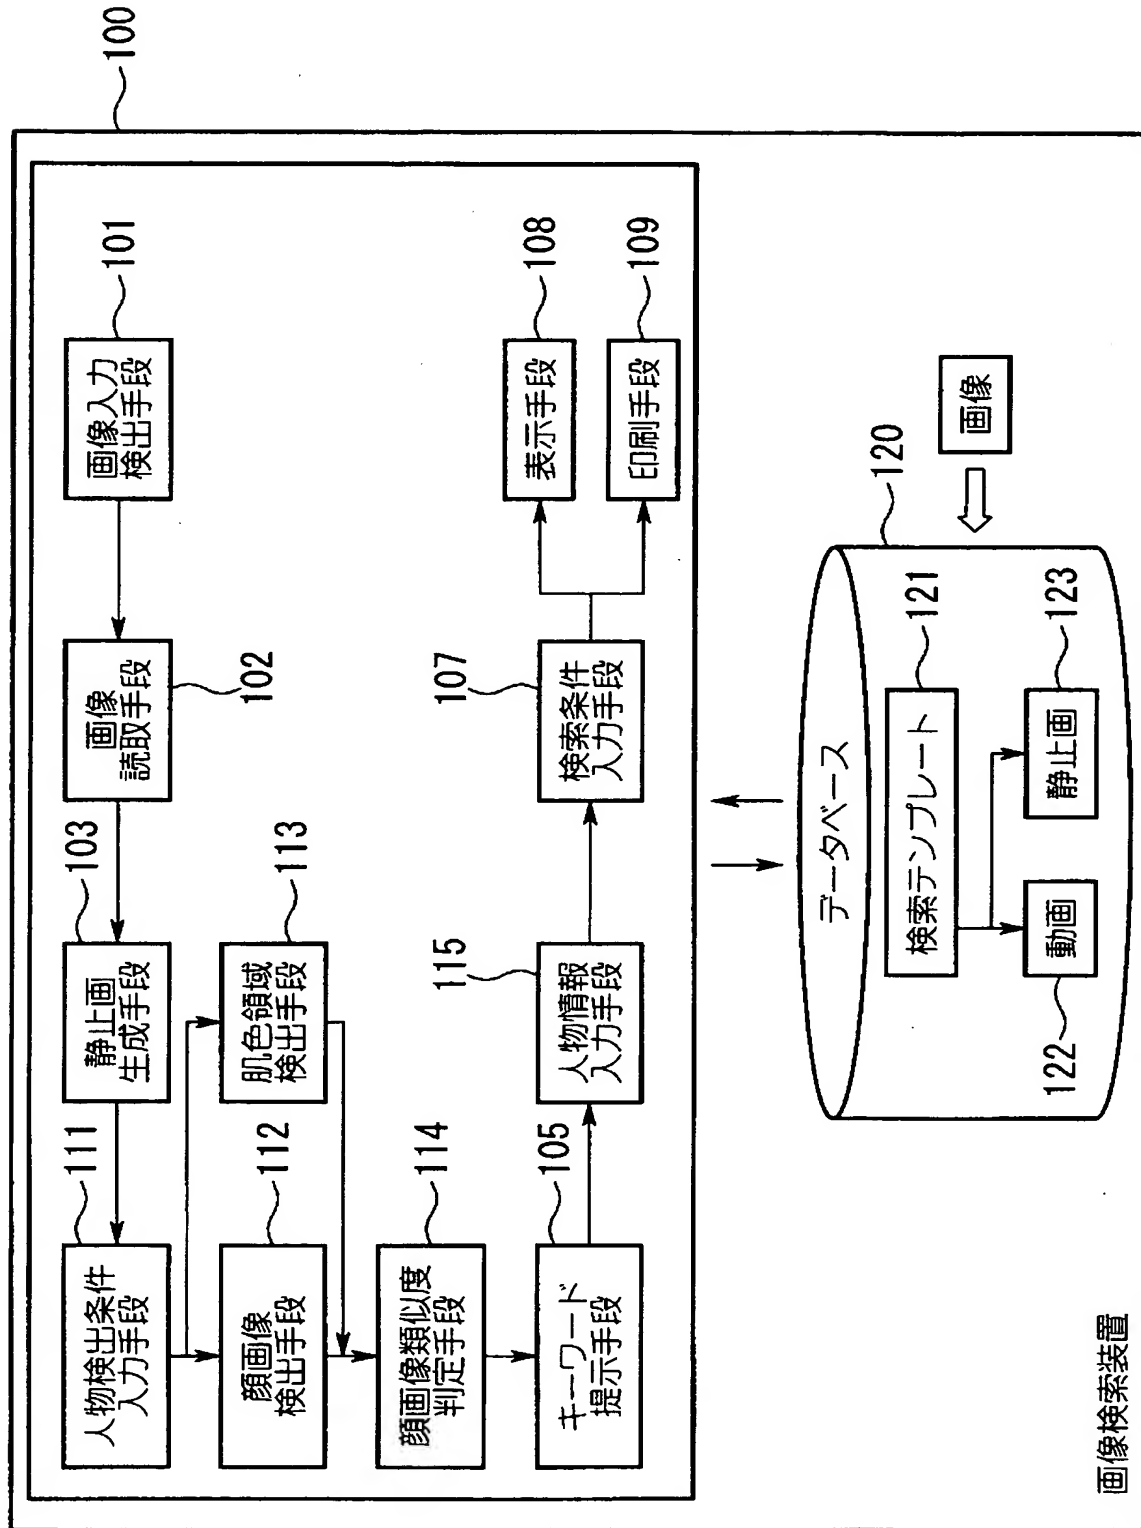 画像検索装置
100
人物検出条件
入力手段
111
静止画
生成手段
103
画像
読取手段
102
画像入力
検出手段
101
顔画像
検出手段
112
肌色領域
検出手段
113
顔画像類似度
判定手段
114
キーワード
提示手段
105
人物情報
入力手段
115
検索条件
入力手段
107
表示手段
108
印刷手段
109
データベース
120
検索テンプレート
121
動画
122
静止画
123
画像